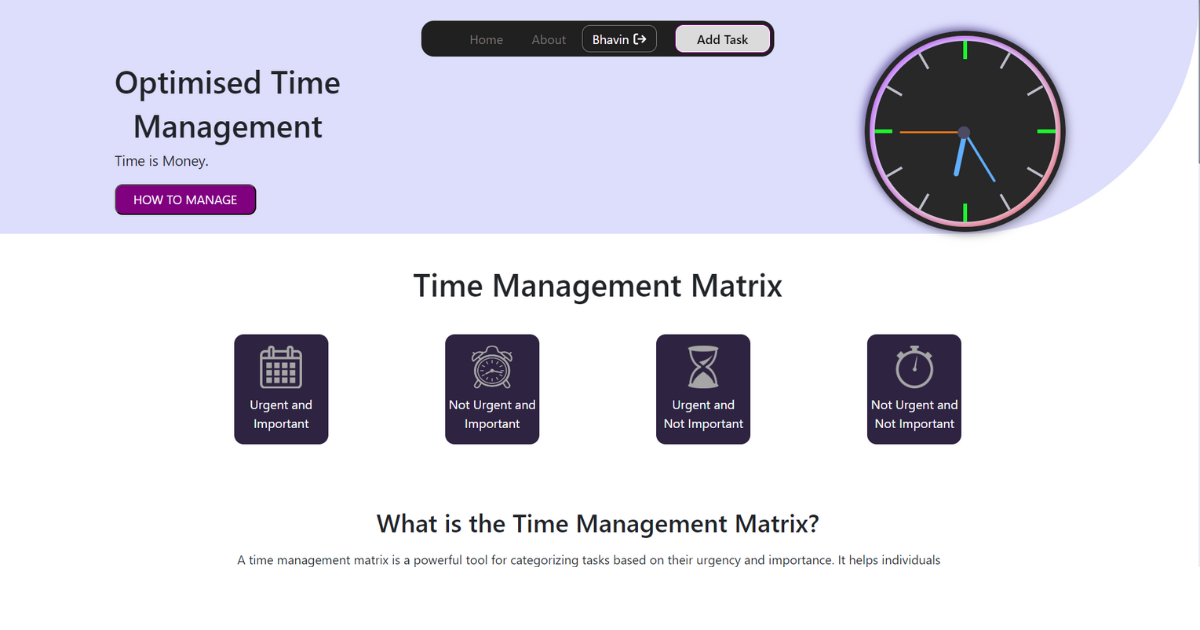 Home About Bhavin Add Task
Optimised Time
Management
Time is Money.
HOW TO MANAGE
Time Management Matrix
Urgent and
Important
Not Urgent and
Important
Urgent and
Not Important
Not Urgent and
Not Important
What is the Time Management Matrix?
A time management matrix is a powerful tool for categorizing tasks based on their urgency and importance. It helps individuals